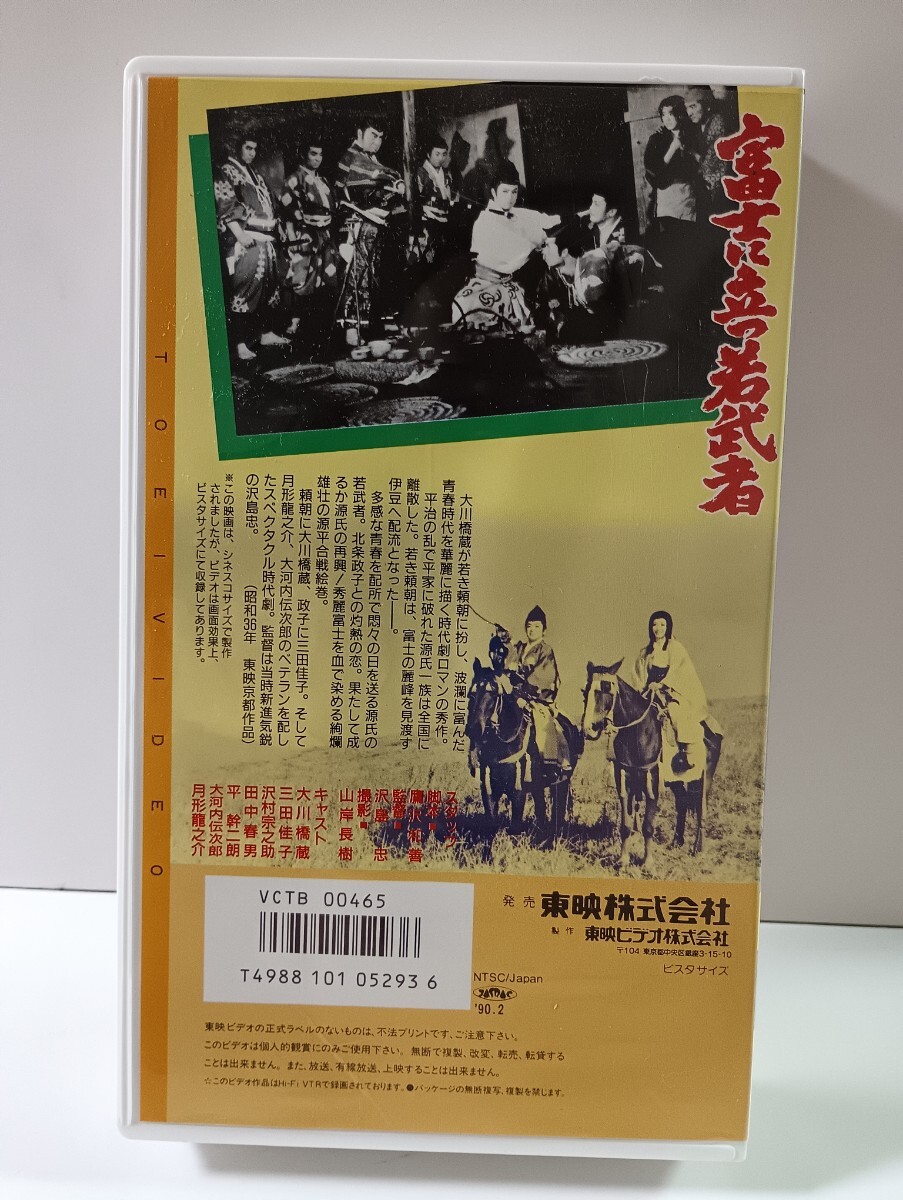 富士に立つ若武者
大川橋蔵が若き頼朝に扮し、波瀾に富んだ
青春時代を華麗に描く時代劇ロマンの秀作。
平治の乱で平家に破れた源氏一族は全国に
離散した。若き頼朝は、富士の麗峰を見渡す
伊豆へ配流となった――。
多感な青春を配所で悶々の日を送る源氏の
若武者。北条政子との灼熱の恋。果たして成
るか源氏の再興!秀麗富士を血で染める絢爛
雄壮の源平合戦絵巻。
頼朝に大川橋蔵、政子に三田佳子。そして
月形龍之介、大河内伝次郎のベテランを配し
たスペクタクル時代劇。監督は当時新進気鋭
の沢島忠。 (昭和36年 東映京都作品)
※この映画は、シネスコサイズで製作
されましたが、ビデオは画面効果上、
ビスタサイズにて収録してあります。
スタッフ
脚本■
鷹沢和善
監督■
沢島 忠
撮影■
山岸長樹
キャスト
大川橋蔵
三田佳子
沢村宗之助
田中春男
平 幹二朗
大河内伝次郎
月形龍之介
TOEI VIDEO
VCTB 00465
T4988 101 05293 6
発売 東映株式会社
製作 東映ビデオ株式会社
〒104 東京都中央区銀座3-15-10
ビスタサイズ
NTSC/Japan
'90.2
東映ビデオの正式ラベルのないものは、不法プリントです。ご注意下さい。
このビデオは個人的観賞にのみご使用下さい。無断で複製、改変、転売、転貸する
ことは出来ません。また、放送、有線放送、上映することは出来ません。
☆このビデオ作品はHi-Fi VTRで録画されております。●パッケージの無断複写、複製を禁じます。